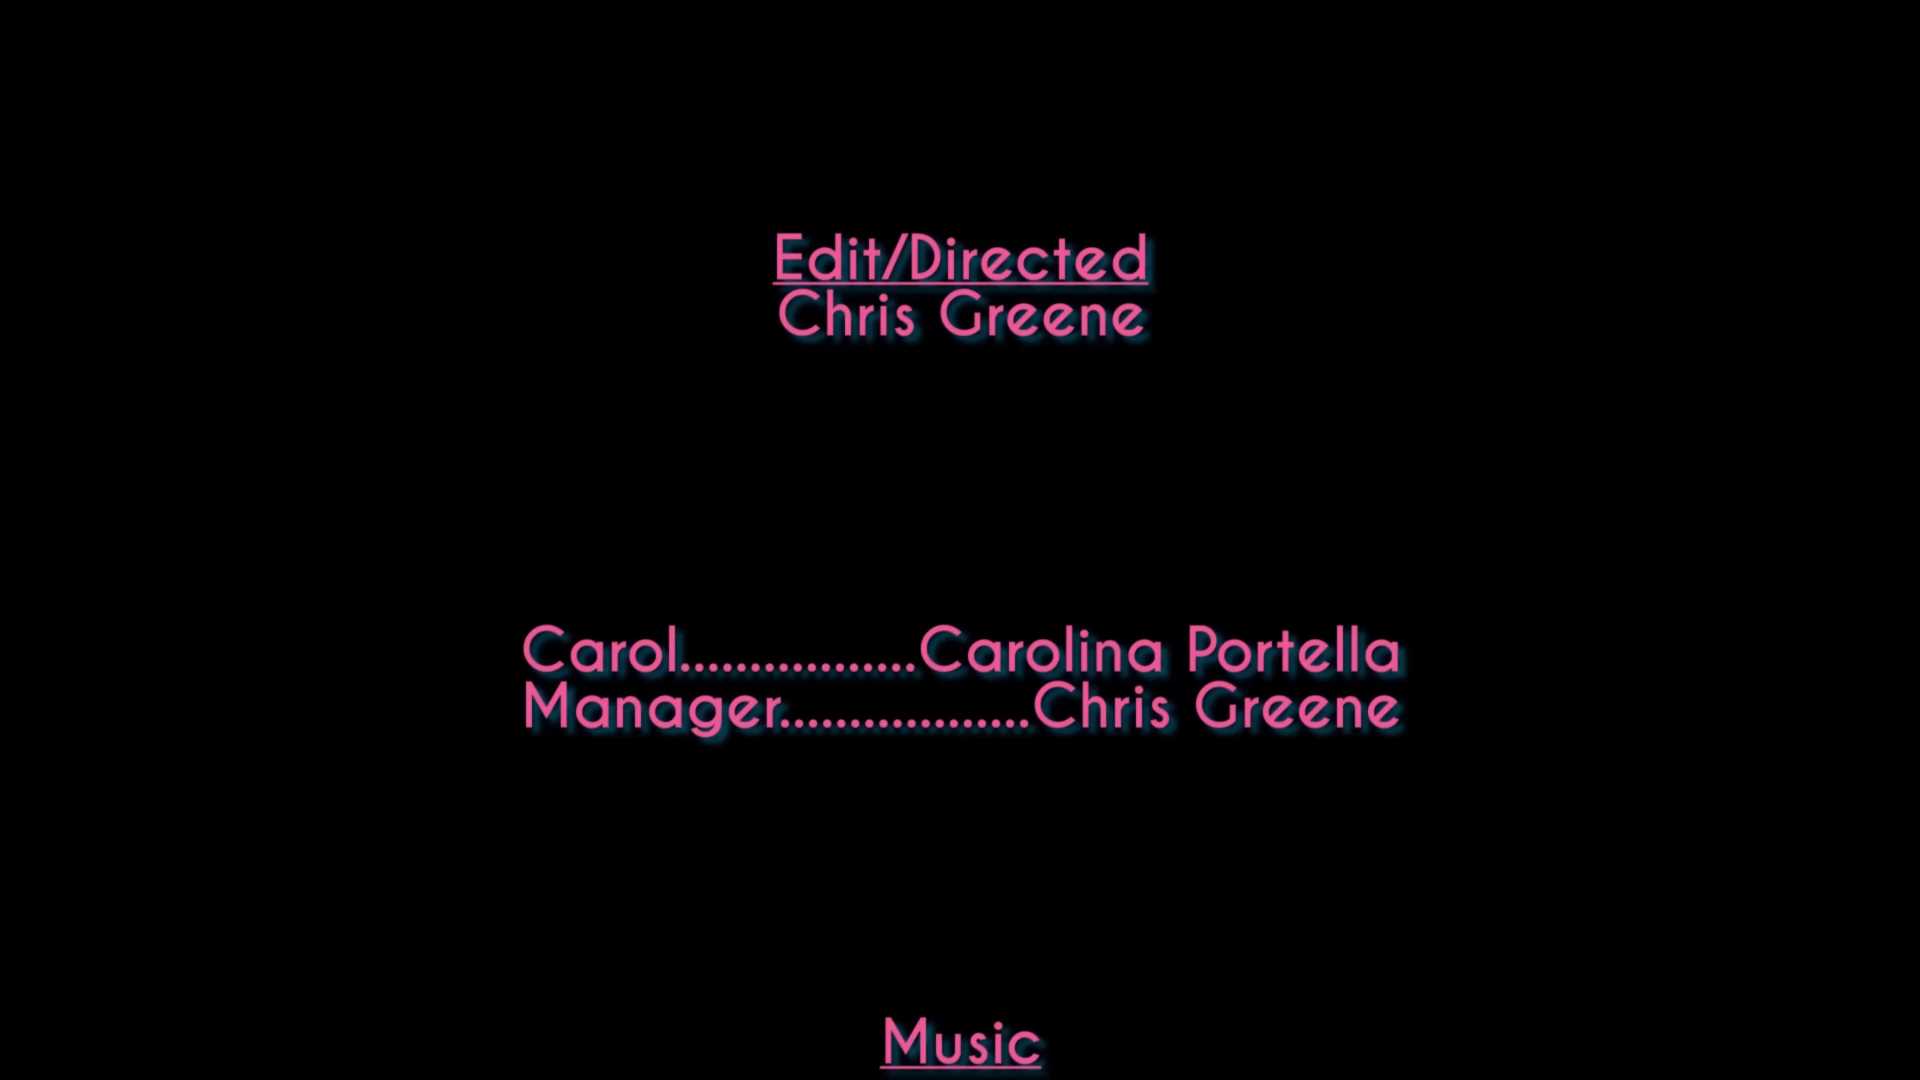 Edit/Directed
Chris Greene
Carol.................Carolina Portella
Manager..................Chris Greene
Music